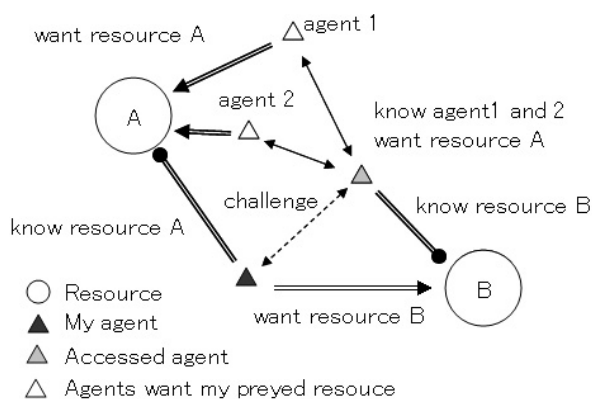 agent 1
want resource A
A
agent 2
know agent1 and 2
want resource A
challenge
know resource B
know resource A
B
want resource B
Resource
My agent
Accessed agent
Agents want my preyed resouce